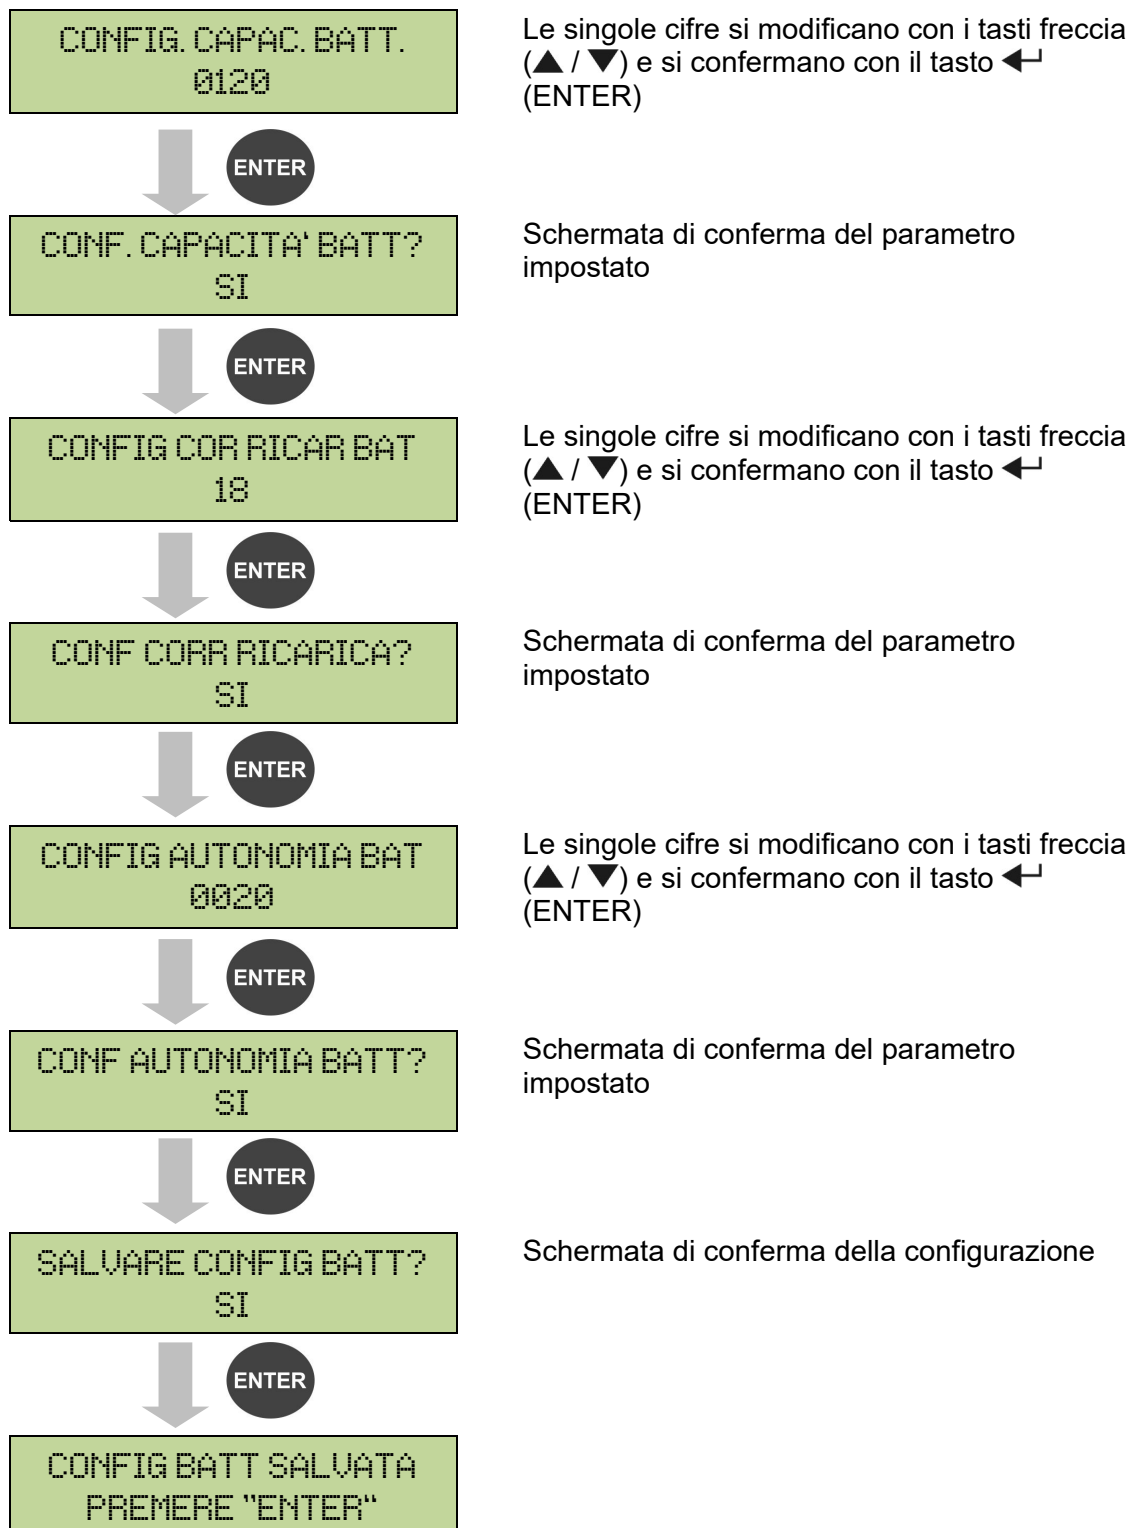 CONFIG. CAPAC. BATT.
0120
Le singole cifre si modificano con i tasti freccia
(▲ / ▼) e si confermano con il tasto ↵
(ENTER)
ENTER
CONF. CAPACITA‘ BATT?
SI
Schermata di conferma del parametro
impostato
ENTER
CONFIG COR RICAR BAT
18
Le singole cifre si modificano con i tasti freccia
(▲ / ▼) e si confermano con il tasto ↵
(ENTER)
ENTER
CONF CORR RICARICA?
SI
Schermata di conferma del parametro
impostato
ENTER
CONFIG AUTONOMIA BAT
0020
Le singole cifre si modificano con i tasti freccia
(▲ / ▼) e si confermano con il tasto ↵
(ENTER)
ENTER
CONF AUTONOMIA BATT?
SI
Schermata di conferma del parametro
impostato
ENTER
SALVARE CONFIG BATT?
SI
Schermata di conferma della configurazione
ENTER
CONFIG BATT SALVATA
PREMERE ”ENTER“